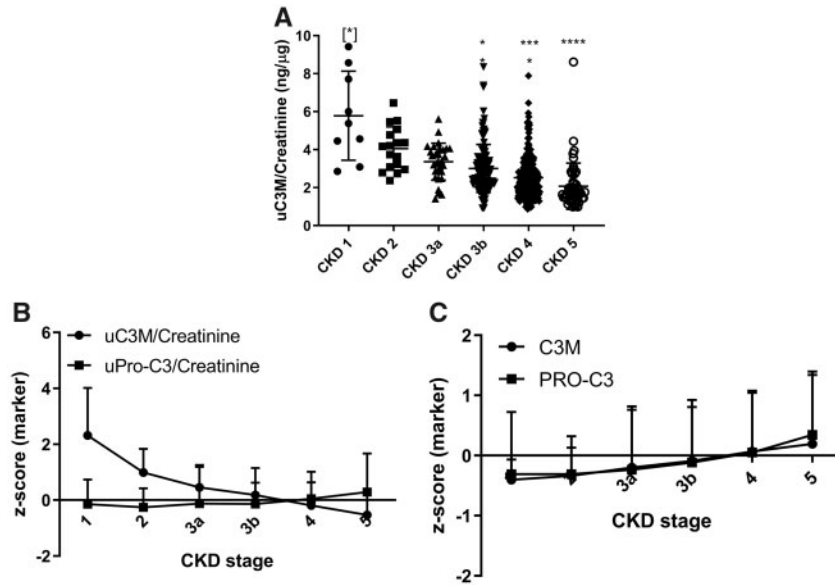 A
[*]
* *** ****
* *
10
8
6
4
2
0
uC3M/Creatinine (ng/µg)
CKD 1 CKD 2 CKD 3a CKD 3b CKD 4 CKD 5
B
uC3M/Creatinine
uPro-C3/Creatinine
6
4
2
0
-2
z-score (marker)
1 2 3a 3b 4 5
CKD stage
C
C3M
PRO-C3
2
1
0
-1
-2
z-score (marker)
3a 3b 4 5
CKD stage